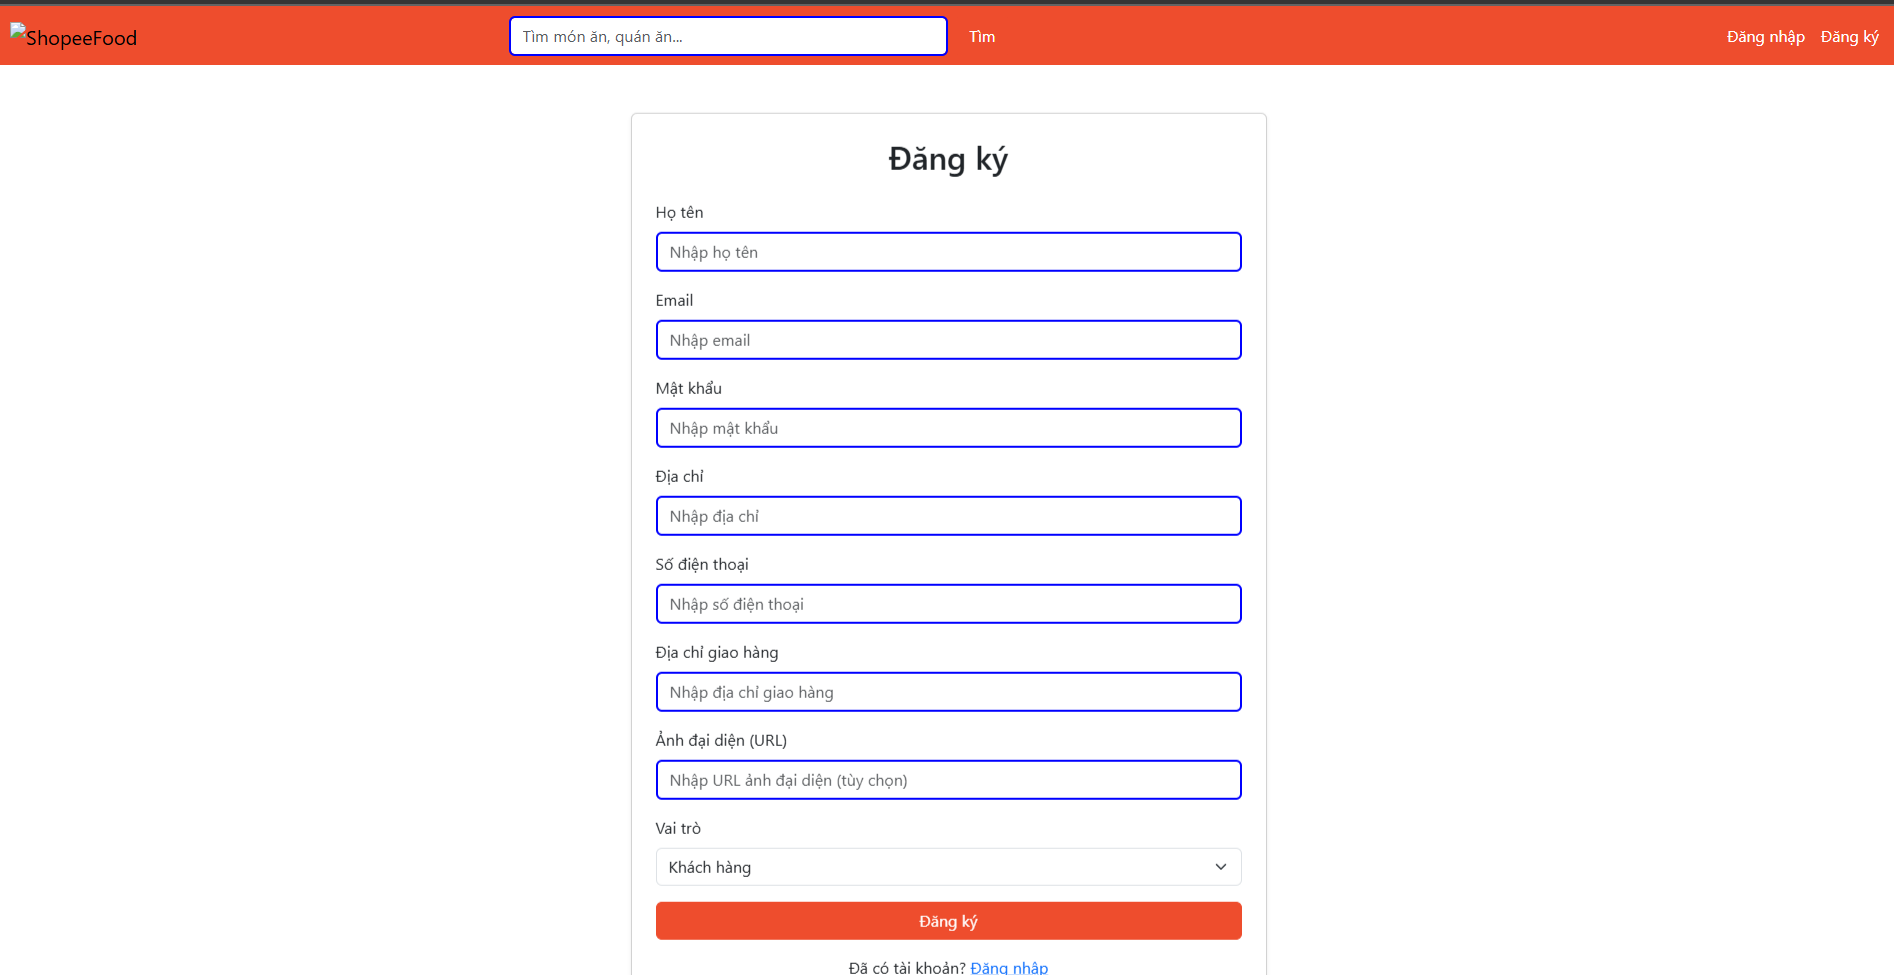 ShopeeFood
Tìm món ăn, quán ăn...
Tìm
Đăng nhập
Đăng ký
Đăng ký
Họ tên
Nhập họ tên
Email
Nhập email
Mật khẩu
Nhập mật khẩu
Địa chỉ
Nhập địa chỉ
Số điện thoại
Nhập số điện thoại
Địa chỉ giao hàng
Nhập địa chỉ giao hàng
Ảnh đại diện (URL)
Nhập URL ảnh đại diện (tùy chọn)
Vai trò
Khách hàng
Đăng ký
Đã có tài khoản? Đăng nhập